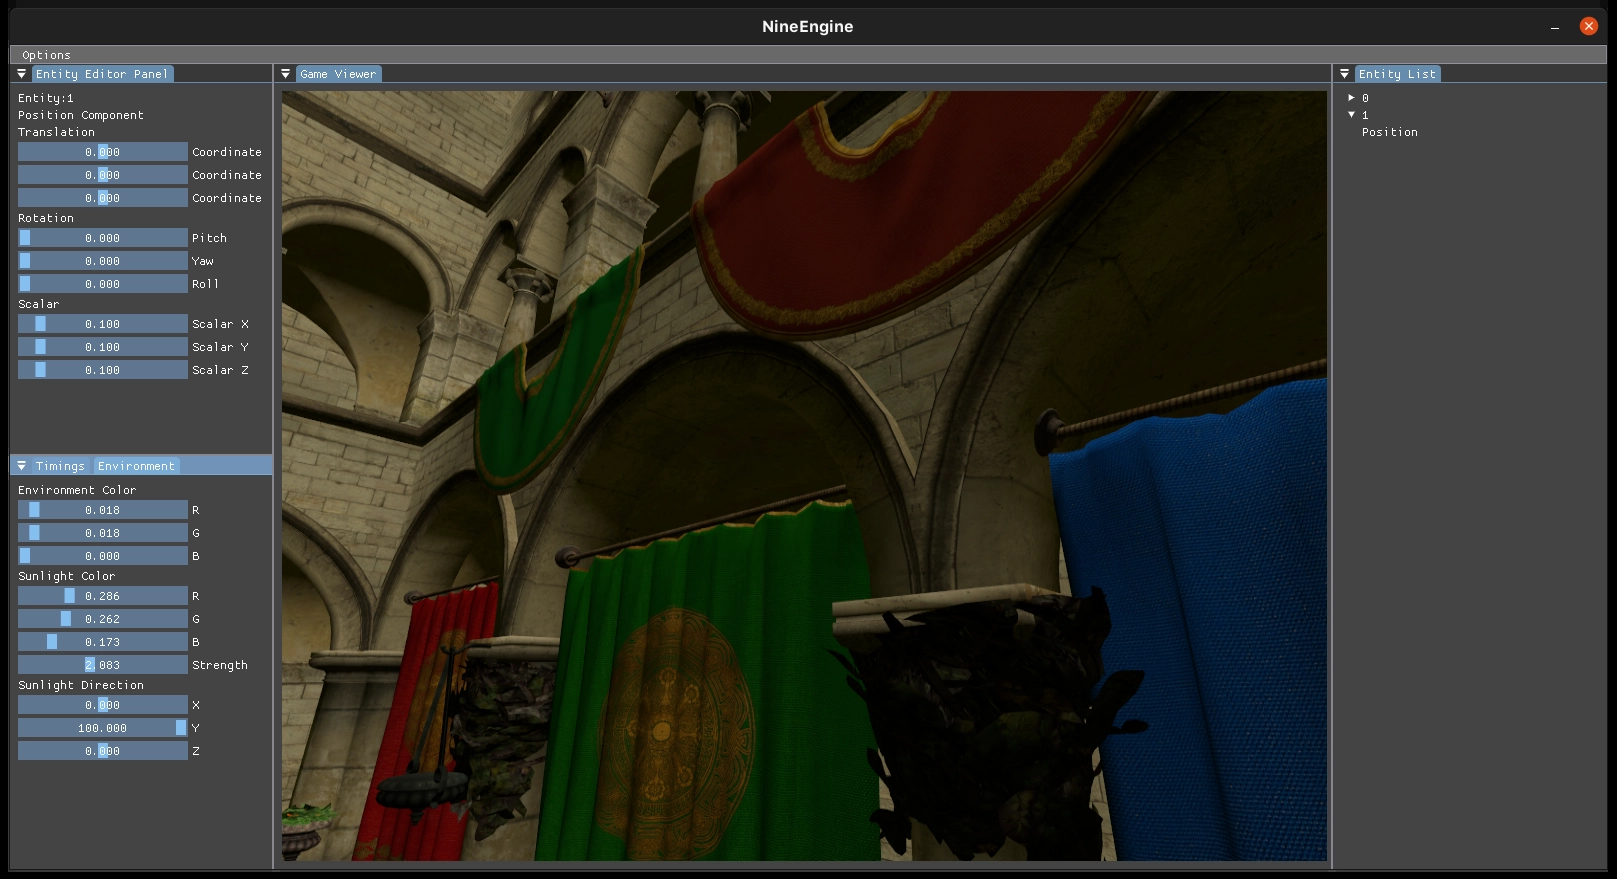 NineEngine
Options
Entity Editor Panel
Entity:1
Position Component
Translation
0.000 Coordinate
0.000 Coordinate
0.000 Coordinate
Rotation
0.000 Pitch
0.000 Yaw
0.000 Roll
Scalar
0.100 Scalar X
0.100 Scalar Y
0.100 Scalar Z
Timings Environment
Environment Color
0.018 R
0.018 G
0.000 B
Sunlight Color
0.286 R
0.262 G
0.173 B
2.083 Strength
Sunlight Direction
0.000 X
100.000 Y
0.000 Z
Game Viewer
Entity List
0
1
Position